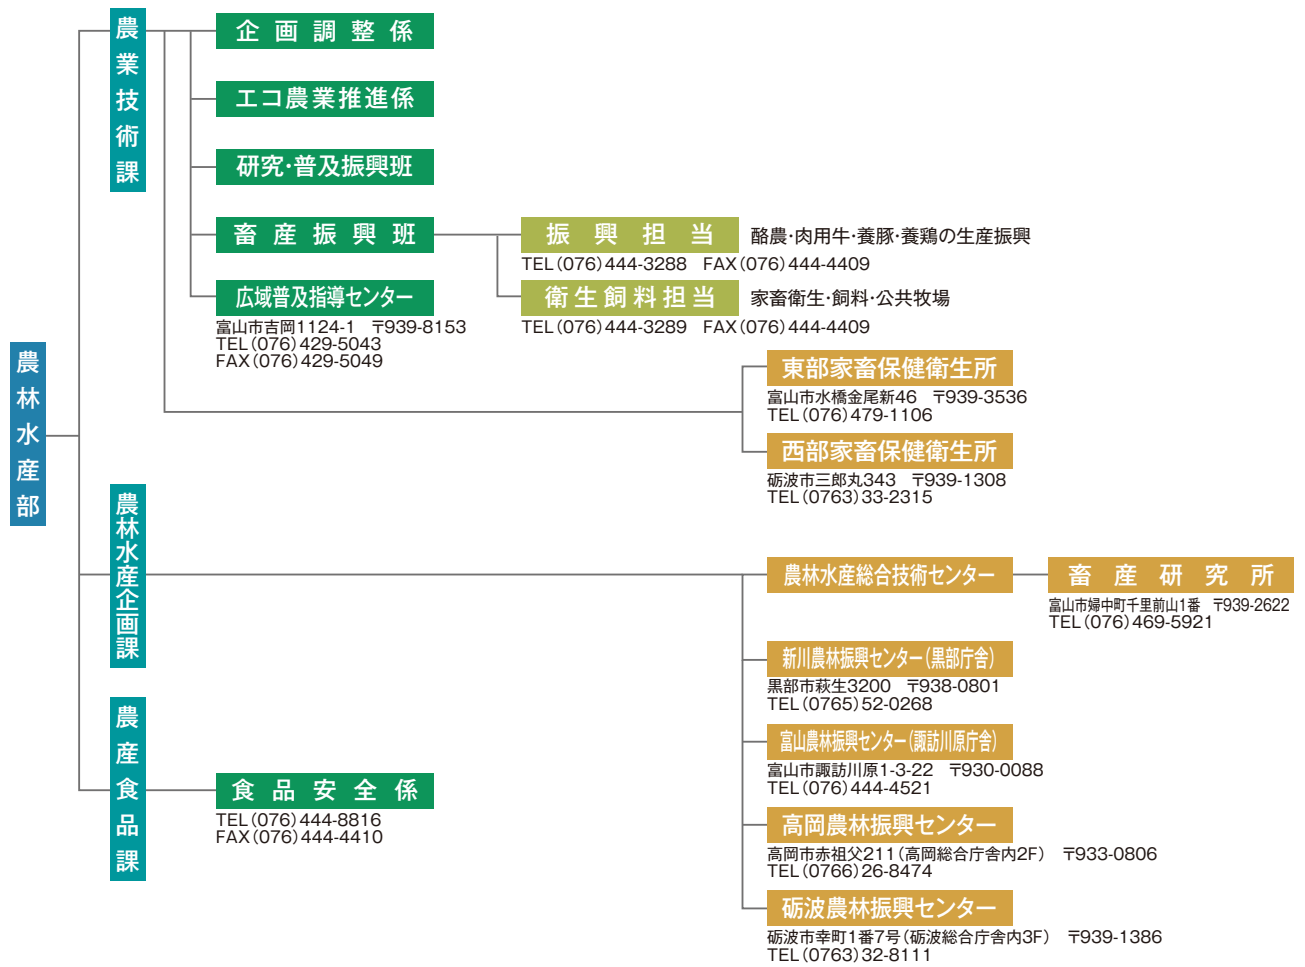 農林水産部
農業技術課
企画調整係
エコ農業推進係
研究・普及振興班
畜産振興班
振興担当
酪農・肉用牛・養豚・養鶏の生産振興
TEL(076)444-3288　FAX(076)444-4409
衛生飼料担当
家畜衛生・飼料・公共牧場
TEL(076)444-3289　FAX(076)444-4409
広域普及指導センター
富山市吉岡1124-1　〒939-8153
TEL(076)429-5043
FAX(076)429-5049
東部家畜保健衛生所
富山市水橋金尾新46　〒939-3536
TEL(076)479-1106
西部家畜保健衛生所
砺波市三郎丸343　〒939-1308
TEL(0763)33-2315
農林水産企画課
農林水産総合技術センター
畜産研究所
富山市婦中町千里前山1番　〒939-2622
TEL(076)469-5921
新川農林振興センター(黒部庁舎)
黒部市萩生3200　〒938-0801
TEL(0765)52-0268
富山農林振興センター(諏訪川原庁舎)
富山市諏訪川原1-3-22　〒930-0088
TEL(076)444-4521
高岡農林振興センター
高岡市赤祖父211(高岡総合庁舎内2F)　〒933-0806
TEL(0766)26-8474
砺波農林振興センター
砺波市幸町1番7号(砺波総合庁舎内3F)　〒939-1386
TEL(0763)32-8111
農産食品課
食品安全係
TEL(076)444-8816
FAX(076)444-4410